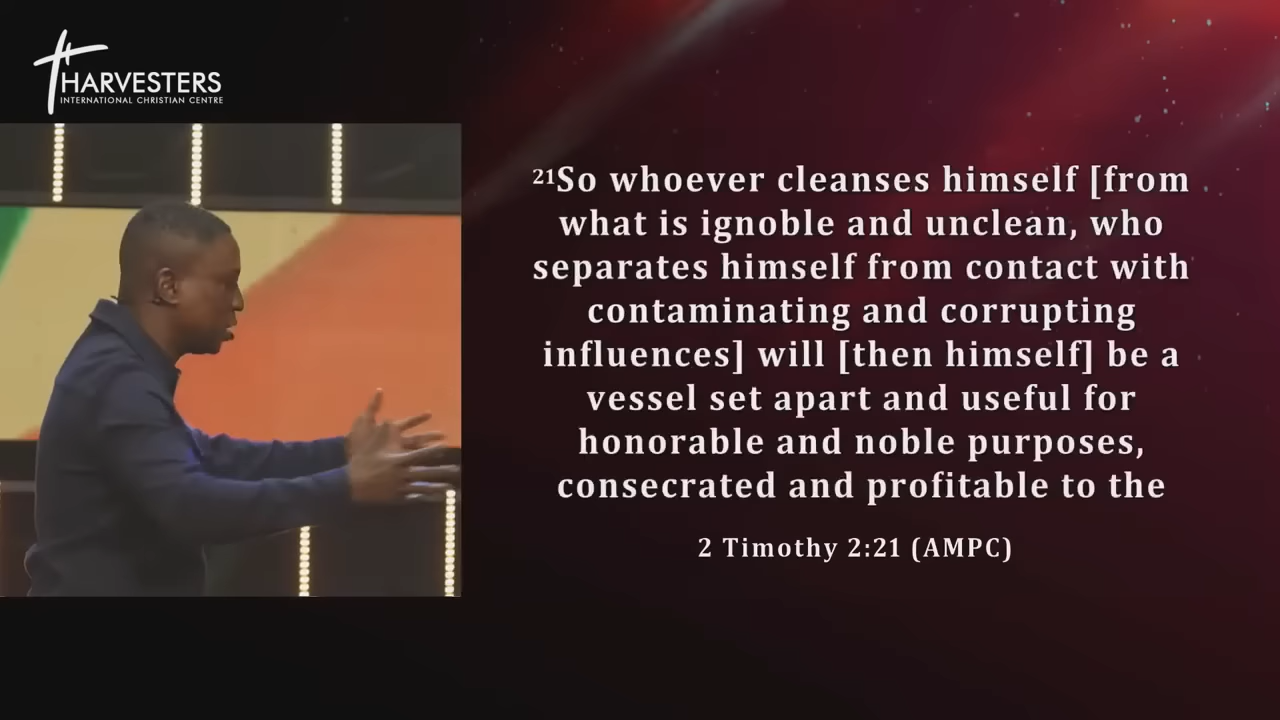 HARVESTERS
INTERNATIONAL CHRISTIAN CENTRE
²¹So whoever cleanses himself [from
what is ignoble and unclean, who
separates himself from contact with
contaminating and corrupting
influences] will [then himself] be a
vessel set apart and useful for
honorable and noble purposes,
consecrated and profitable to the
2 Timothy 2:21 (AMPC)